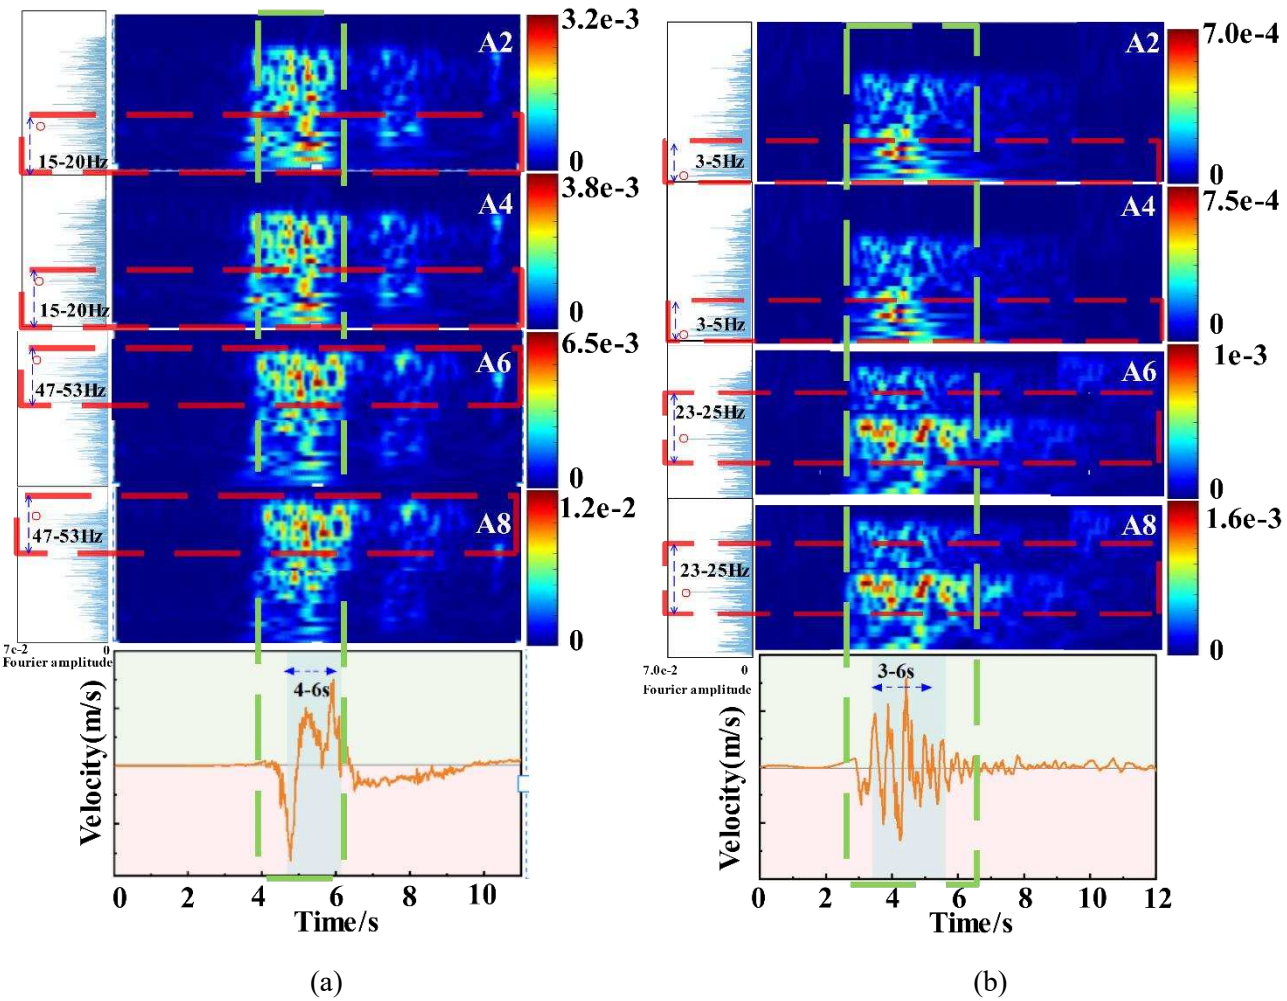 A2
3.2e-3
0
15-20Hz
A4
3.8e-3
0
15-20Hz
A6
6.5e-3
0
47-53Hz
A8
1.2e-2
0
47-53Hz
7e-2 0
Fourier amplitude
Velocity(m/s)
4-6s
0 2 4 6 8 10
Time/s
(a)
A2
7.0e-4
0
3-5Hz
A4
7.5e-4
0
3-5Hz
A6
1e-3
0
23-25Hz
A8
1.6e-3
0
23-25Hz
7.0e-2 0
Fourier amplitude
Velocity(m/s)
3-6s
0 2 4 6 8 10 12
Time/s
(b)